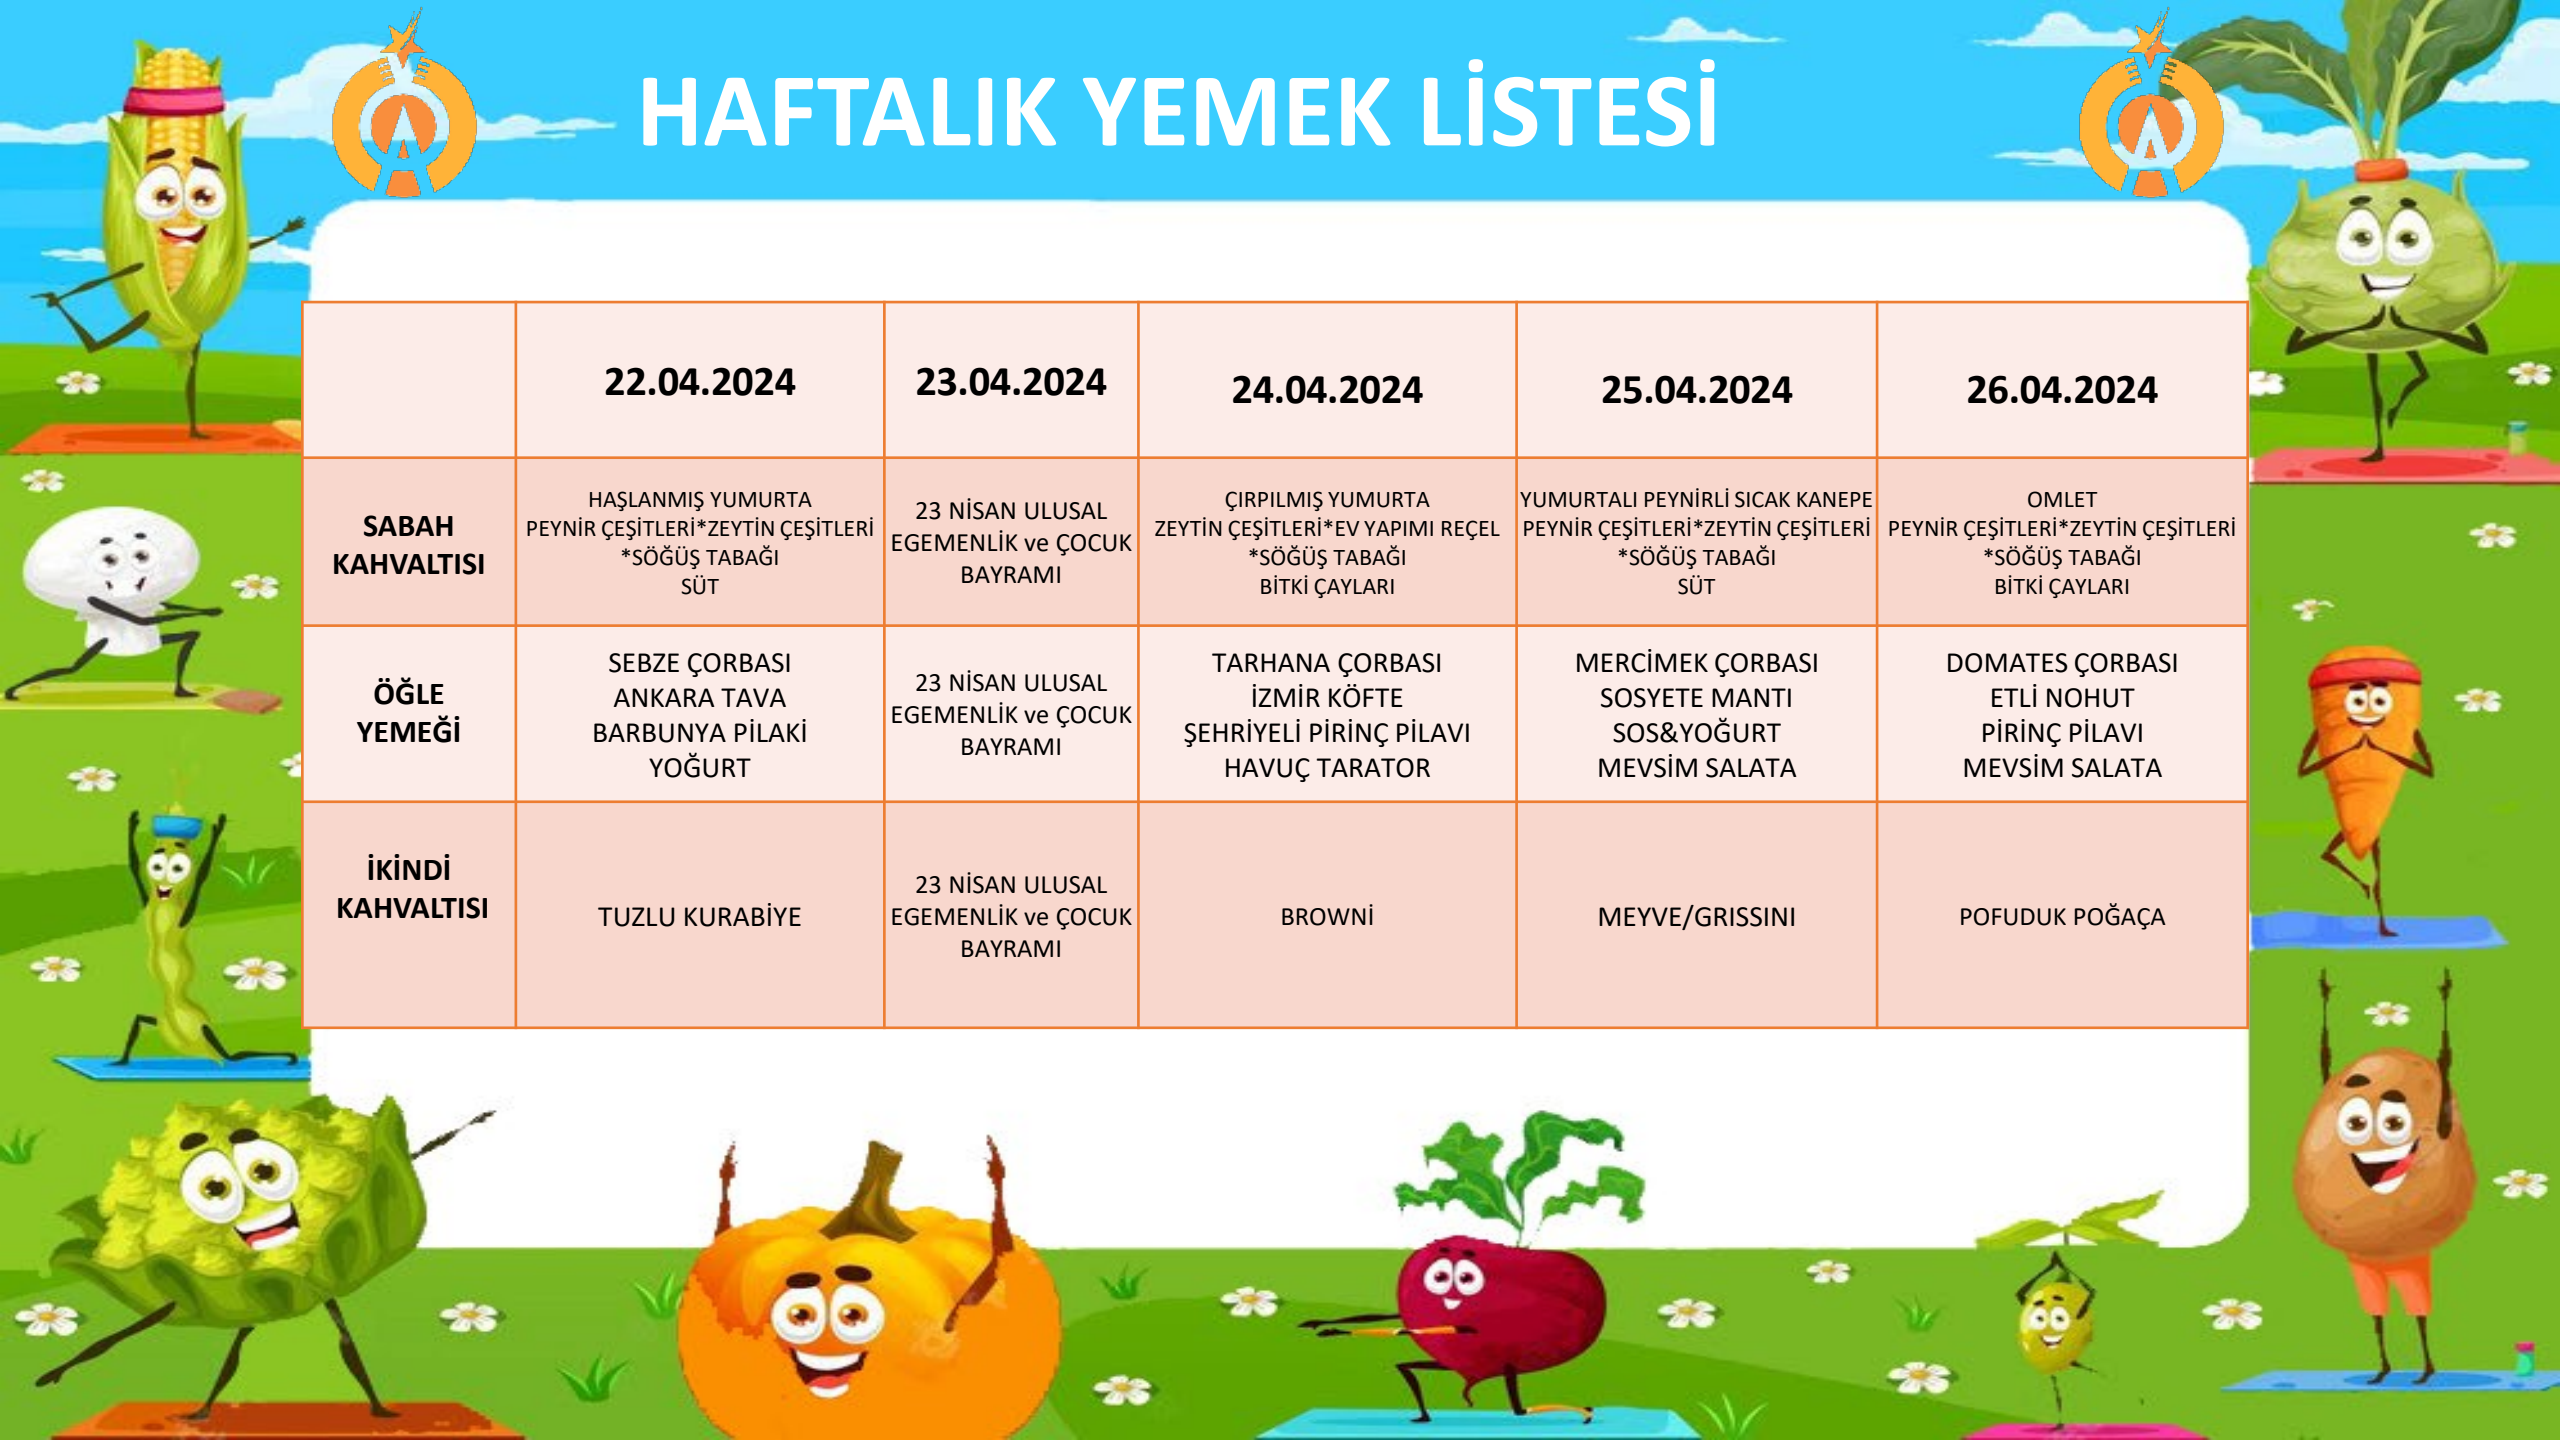 HAFTALIK YEMEK LİSTESİ
22.04.2024
23.04.2024
24.04.2024
25.04.2024
26.04.2024
SABAH
KAHVALTISI
HAŞLANMIŞ YUMURTA
PEYNİR ÇEŞİTLERİ*ZEYTİN ÇEŞİTLERİ
*SÖĞÜŞ TABAĞI
SÜT
23 NİSAN ULUSAL
EGEMENLİK ve ÇOCUK
BAYRAMI
ÇIRPILMIŞ YUMURTA
ZEYTİN ÇEŞİTLERİ*EV YAPIMI REÇEL
*SÖĞÜŞ TABAĞI
BİTKİ ÇAYLARI
YUMURTALI PEYNİRLİ SICAK KANEPE
PEYNİR ÇEŞİTLERİ*ZEYTİN ÇEŞİTLERİ
*SÖĞÜŞ TABAĞI
SÜT
OMLET
PEYNİR ÇEŞİTLERİ*ZEYTİN ÇEŞİTLERİ
*SÖĞÜŞ TABAĞI
BİTKİ ÇAYLARI
ÖĞLE
YEMEĞİ
SEBZE ÇORBASI
ANKARA TAVA
BARBUNYA PİLAKİ
YOĞURT
23 NİSAN ULUSAL
EGEMENLİK ve ÇOCUK
BAYRAMI
TARHANA ÇORBASI
İZMİR KÖFTE
ŞEHRİYELİ PİRİNÇ PİLAVI
HAVUÇ TARATOR
MERCİMEK ÇORBASI
SOSYETE MANTI
SOS&YOĞURT
MEVSİM SALATA
DOMATES ÇORBASI
ETLİ NOHUT
PİRİNÇ PİLAVI
MEVSİM SALATA
İKİNDİ
KAHVALTISI
TUZLU KURABİYE
23 NİSAN ULUSAL
EGEMENLİK ve ÇOCUK
BAYRAMI
BROWNİ
MEYVE/GRISSINI
POFUDUK POĞAÇA